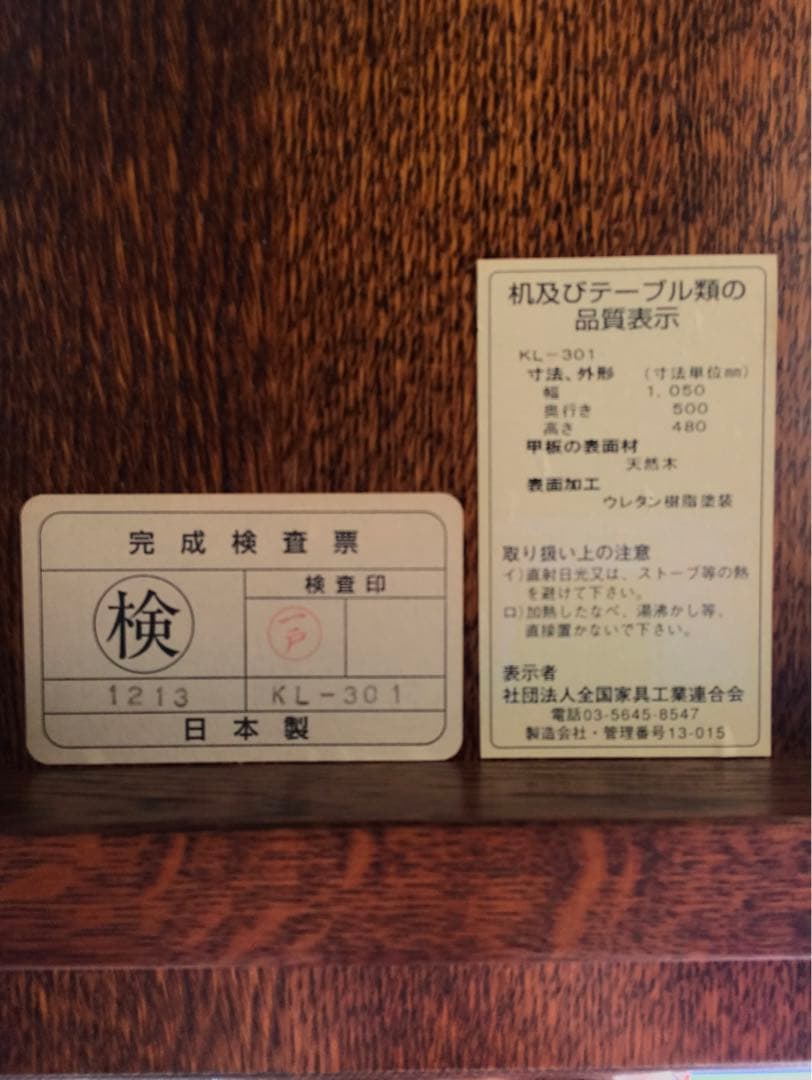 完成検査票
検
検査印
一戸
1213
KL-301
日本製
机及びテーブル類の
品質表示
KL-301
寸法、外形 (寸法単位㎜)
幅 1,050
奥行き 500
高さ 480
甲板の表面材
天然木
表面加工
ウレタン樹脂塗装
取り扱い上の注意
イ)直射日光又は、ストーブ等の熱
を避けて下さい。
ロ)加熱したなべ、湯沸かし等、
直接置かないで下さい。
表示者
社団法人全国家具工業連合会
電話03-5645-8547
製造会社・管理番号13-015